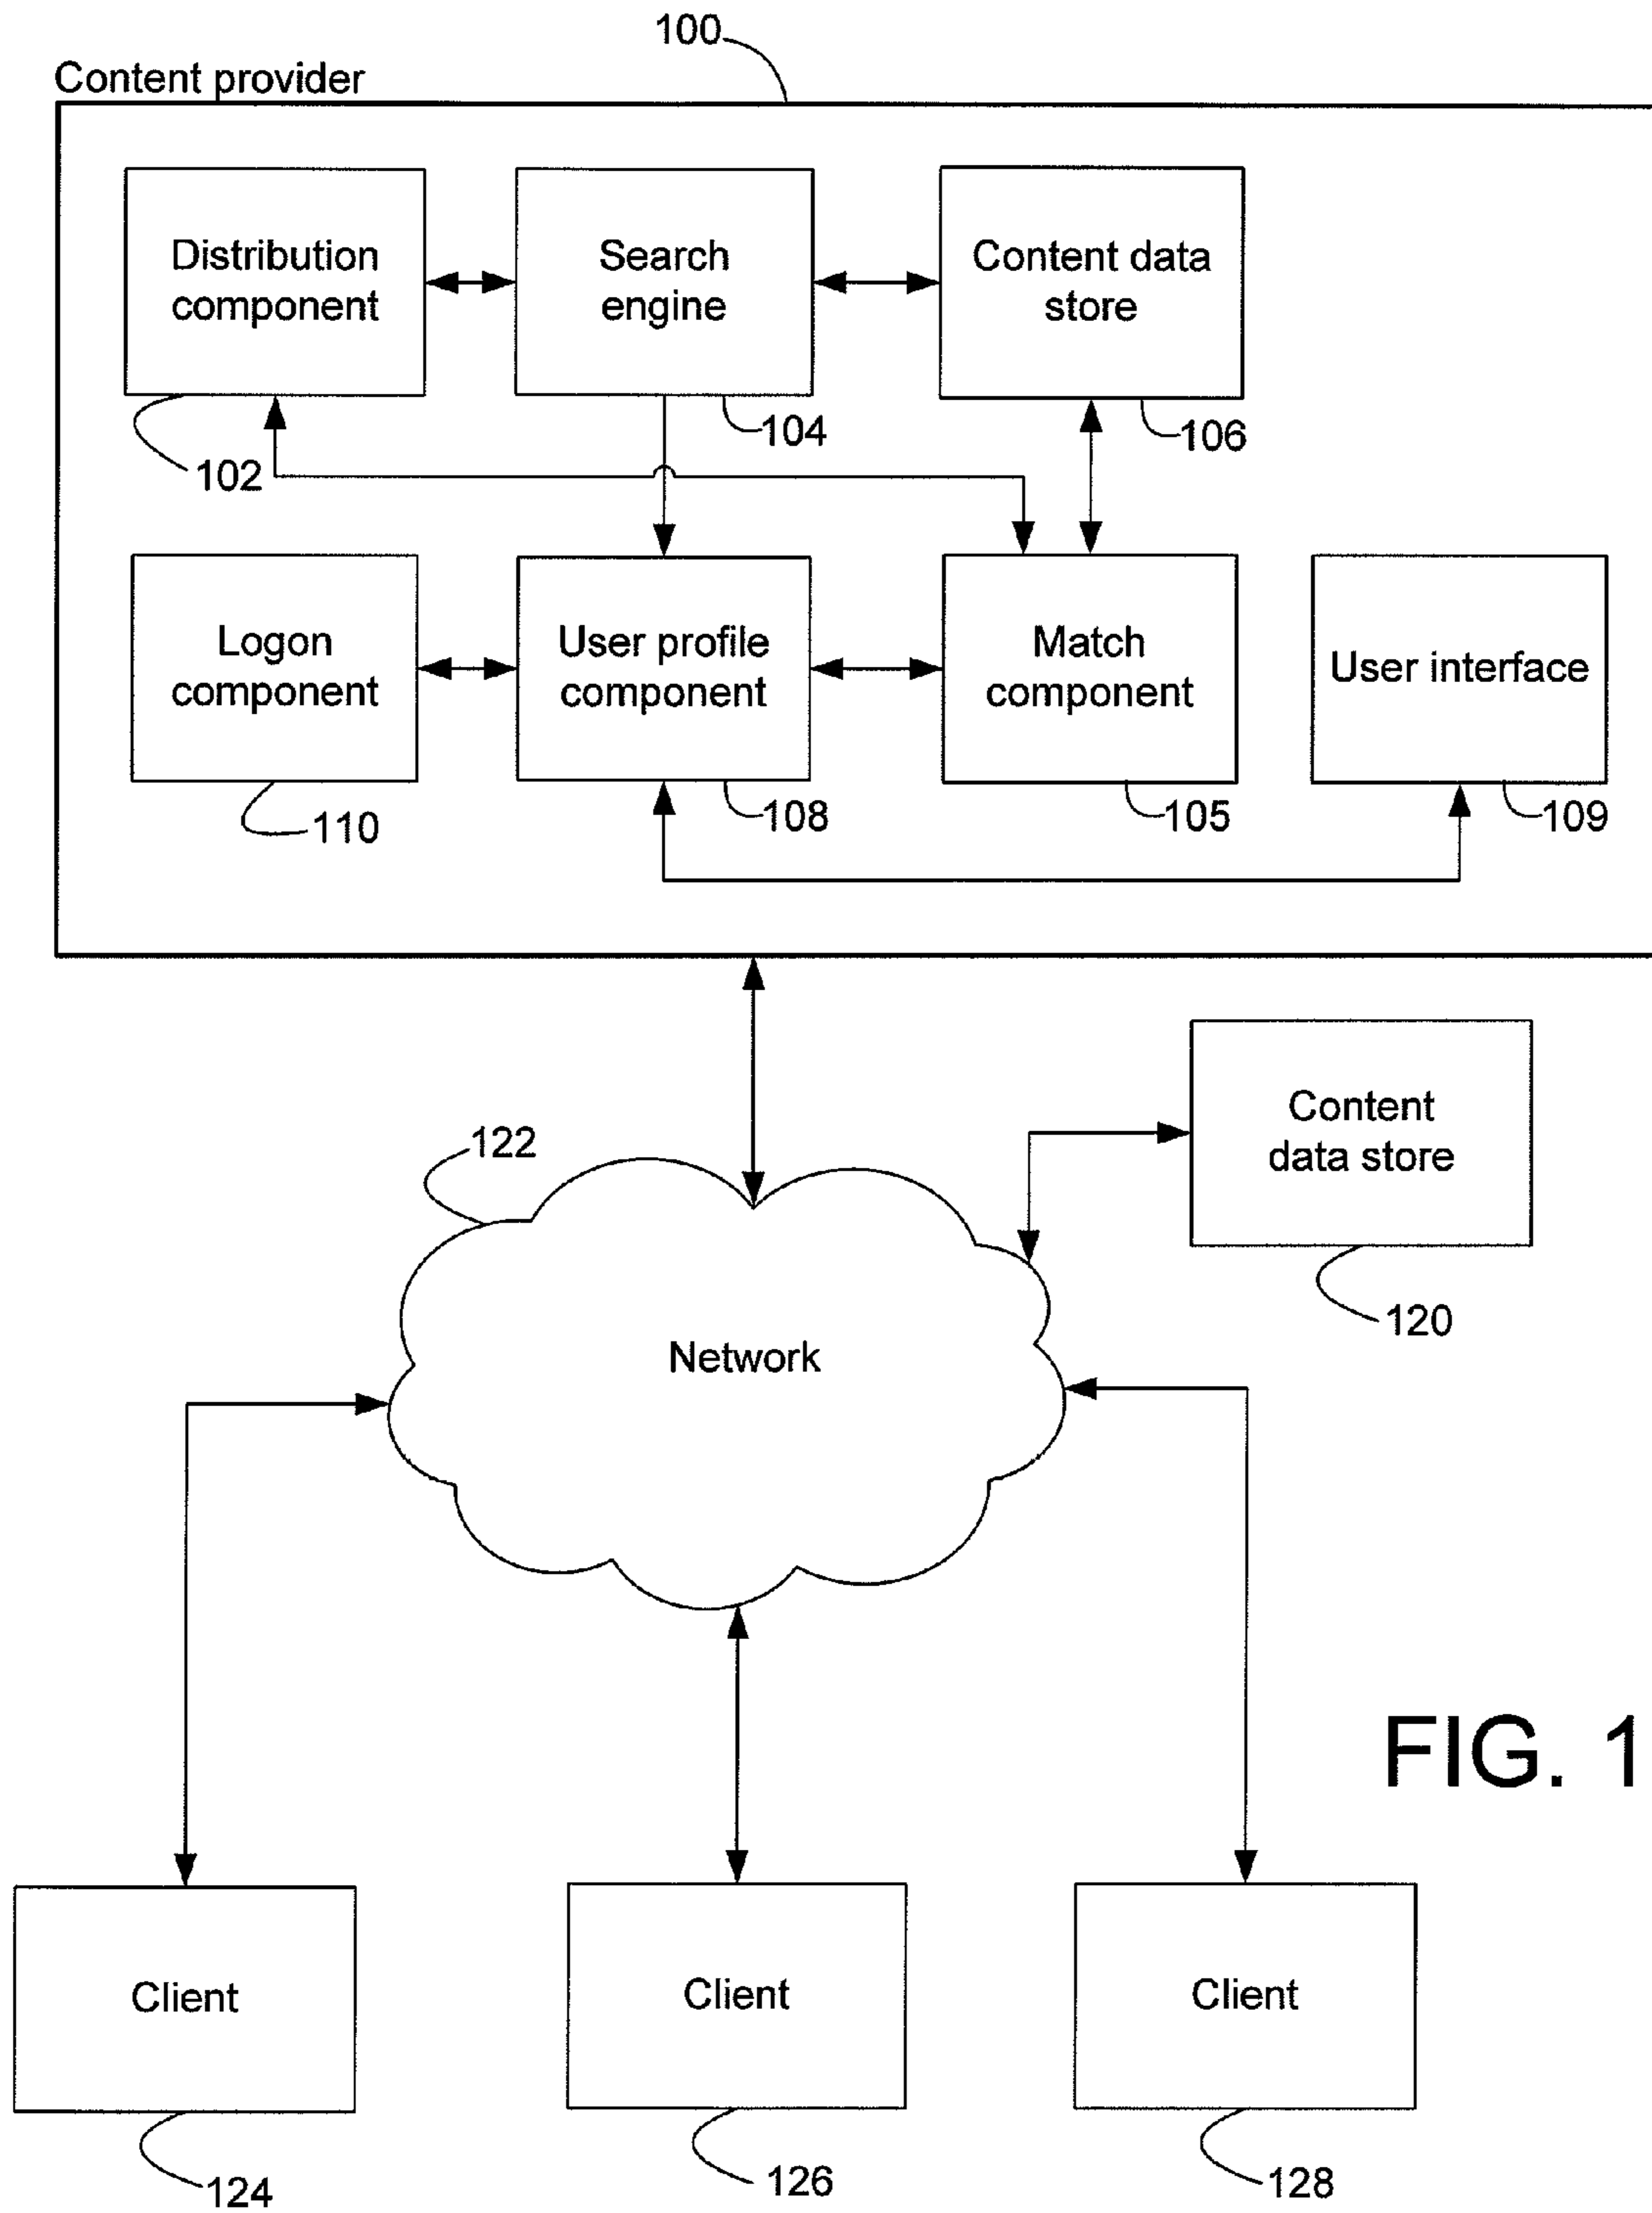 100
Content provider
Distribution
component
Search
engine
Content data
store
102
104
106
Logon
component
User profile
component
Match
component
User interface
110
108
105
109
Content
data store
122
120
Network
FIG. 1
Client
Client
Client
124
126
128